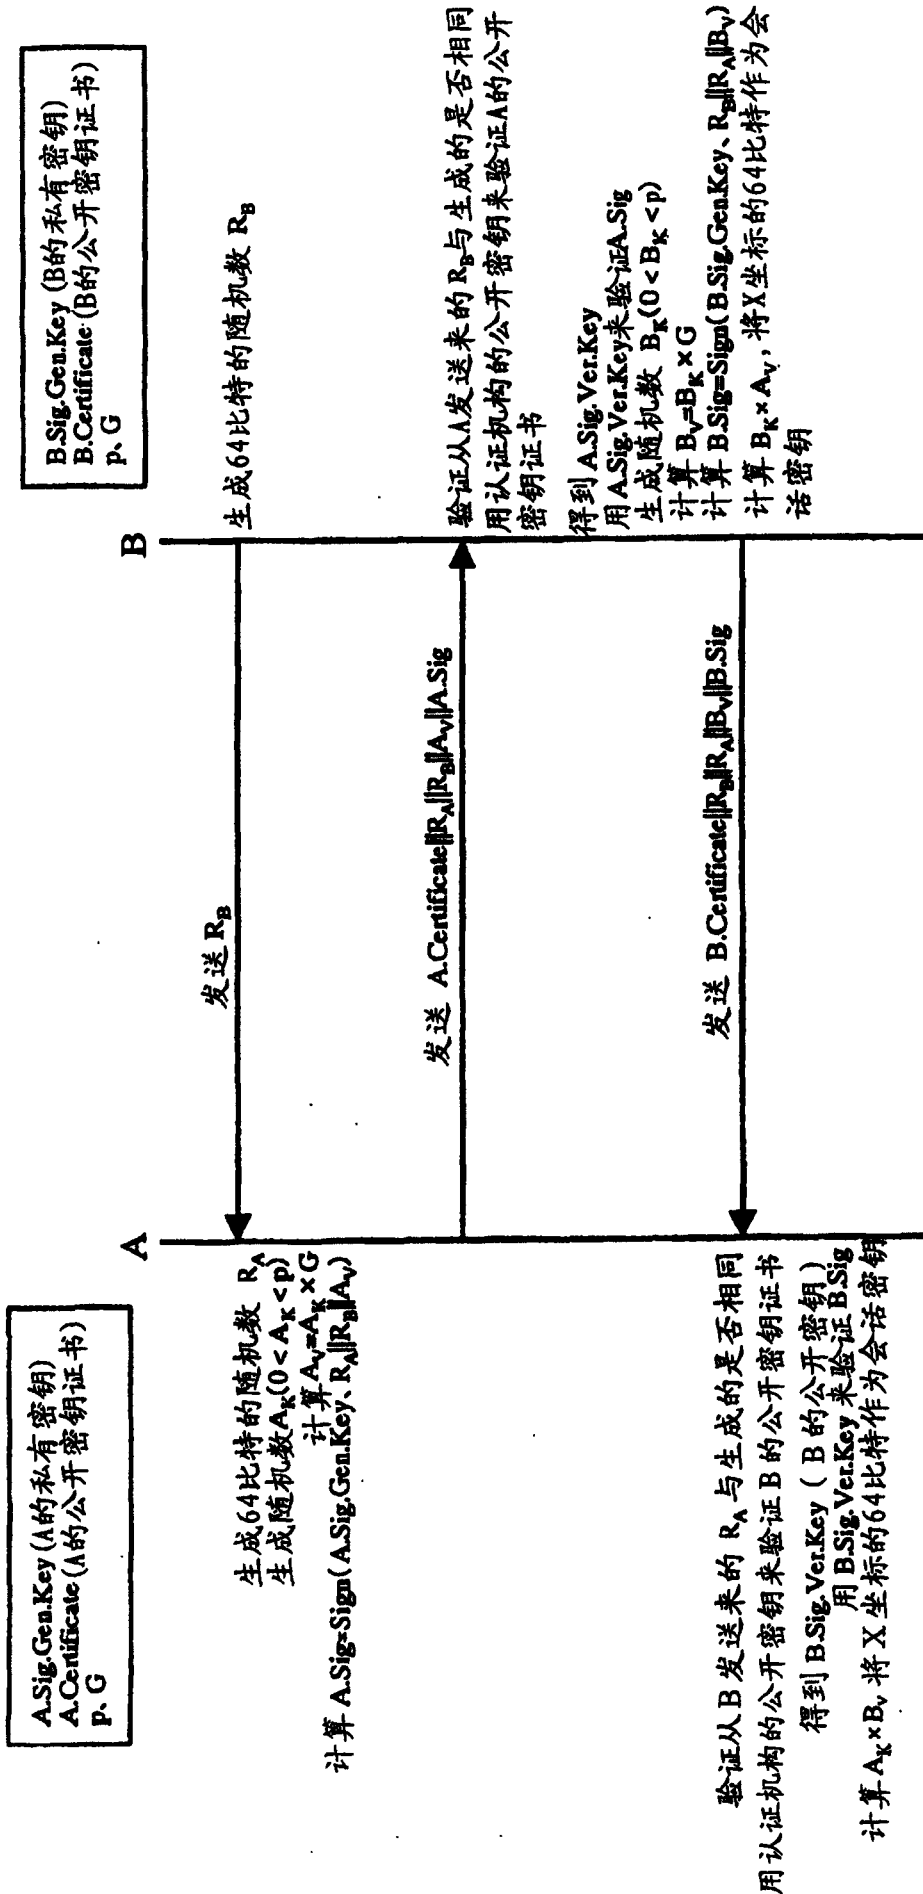 A.Sig.Gen.Key (A的私有密钥)
A.Certificate (A的公开密钥证书)
p、G
B.Sig.Gen.Key (B的私有密钥)
B.Certificate (B的公开密钥证书)
p、G
A
B
生成64比特的随机数 R_B
发送 R_B
生成64比特的随机数 R_A
生成随机数A_K(0<A_K<p)
计算 A_V=A_K×G
计算 A.Sig=Sign(A.Sig.Gen.Key、R_A||R_B||A_V)
发送 A.Certificate||R_A||R_B||A_V||A.Sig
验证从A发送来的R_B与生成的是否相同
用认证机构的公开密钥来验证A的公开
密钥证书
得到 A.Sig.Ver.Key
用 A.Sig.Ver.Key来验证A.Sig
生成随机数 B_K(0<B_K<p)
计算 B_V=B_K×G
计算 B.Sig=Sign(B.Sig.Gen.Key、R_B||R_A||B_V)
计算 B_K×A_V, 将X坐标的64比特作为会
话密钥
发送 B.Certificate||R_B||R_A||B_V||B.Sig
验证从B发送来的 R_A 与生成的是否相同
用认证机构的公开密钥来验证B的公开密钥证书
得到 B.Sig.Ver.Key ( B的公开密钥)
用 B.Sig.Ver.Key 来验证 B.Sig
计算 A_K×B_V 将X坐标的64比特作为会话密钥